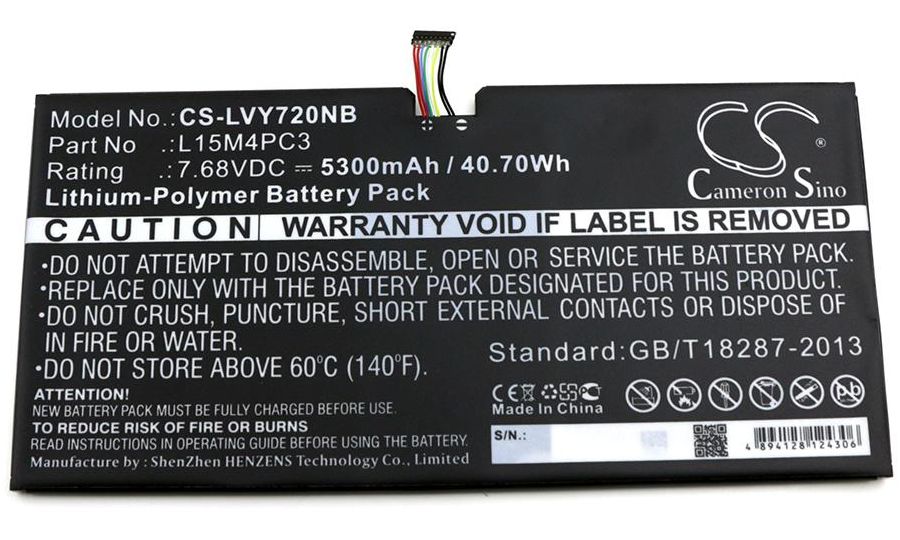 Model No.:CS-LVY720NB
Part No .:L15M4PC3
Rating .:7.68VDC ⎓ 5300mAh / 40.70Wh
Lithium-Polymer Battery Pack
CS
®
Cameron Sino
CAUTION WARRANTY VOID IF LABEL IS REMOVED
•DO NOT ATTEMPT TO DISASSEMBLE, OPEN OR SERVICE THE BATTERY PACK.
•REPLACE ONLY WITH THE BATTERY PACK DESIGNATED FOR THIS PRODUCT.
•DO NOT CRUSH, PUNCTURE, SHORT EXTERNAL CONTACTS OR DISPOSE OF
IN FIRE OR WATER.
•DO NOT STORE ABOVE 60°C (140°F).
Standard:GB/T18287-2013
ATTENTION!
NEW BATTERY PACK MUST BE FULLY CHARGED BEFORE USE.
TO REDUCE RISK OF FIRE OR BURNS
READ INSTRUCTIONS IN OPERATING GUIDE BEFORE USING THE BATTERY.
Manufacture by : ShenZhen HENZENS Technology Co., Limited
CE
Pb
Made In China
S/N.:
4 894128 124306